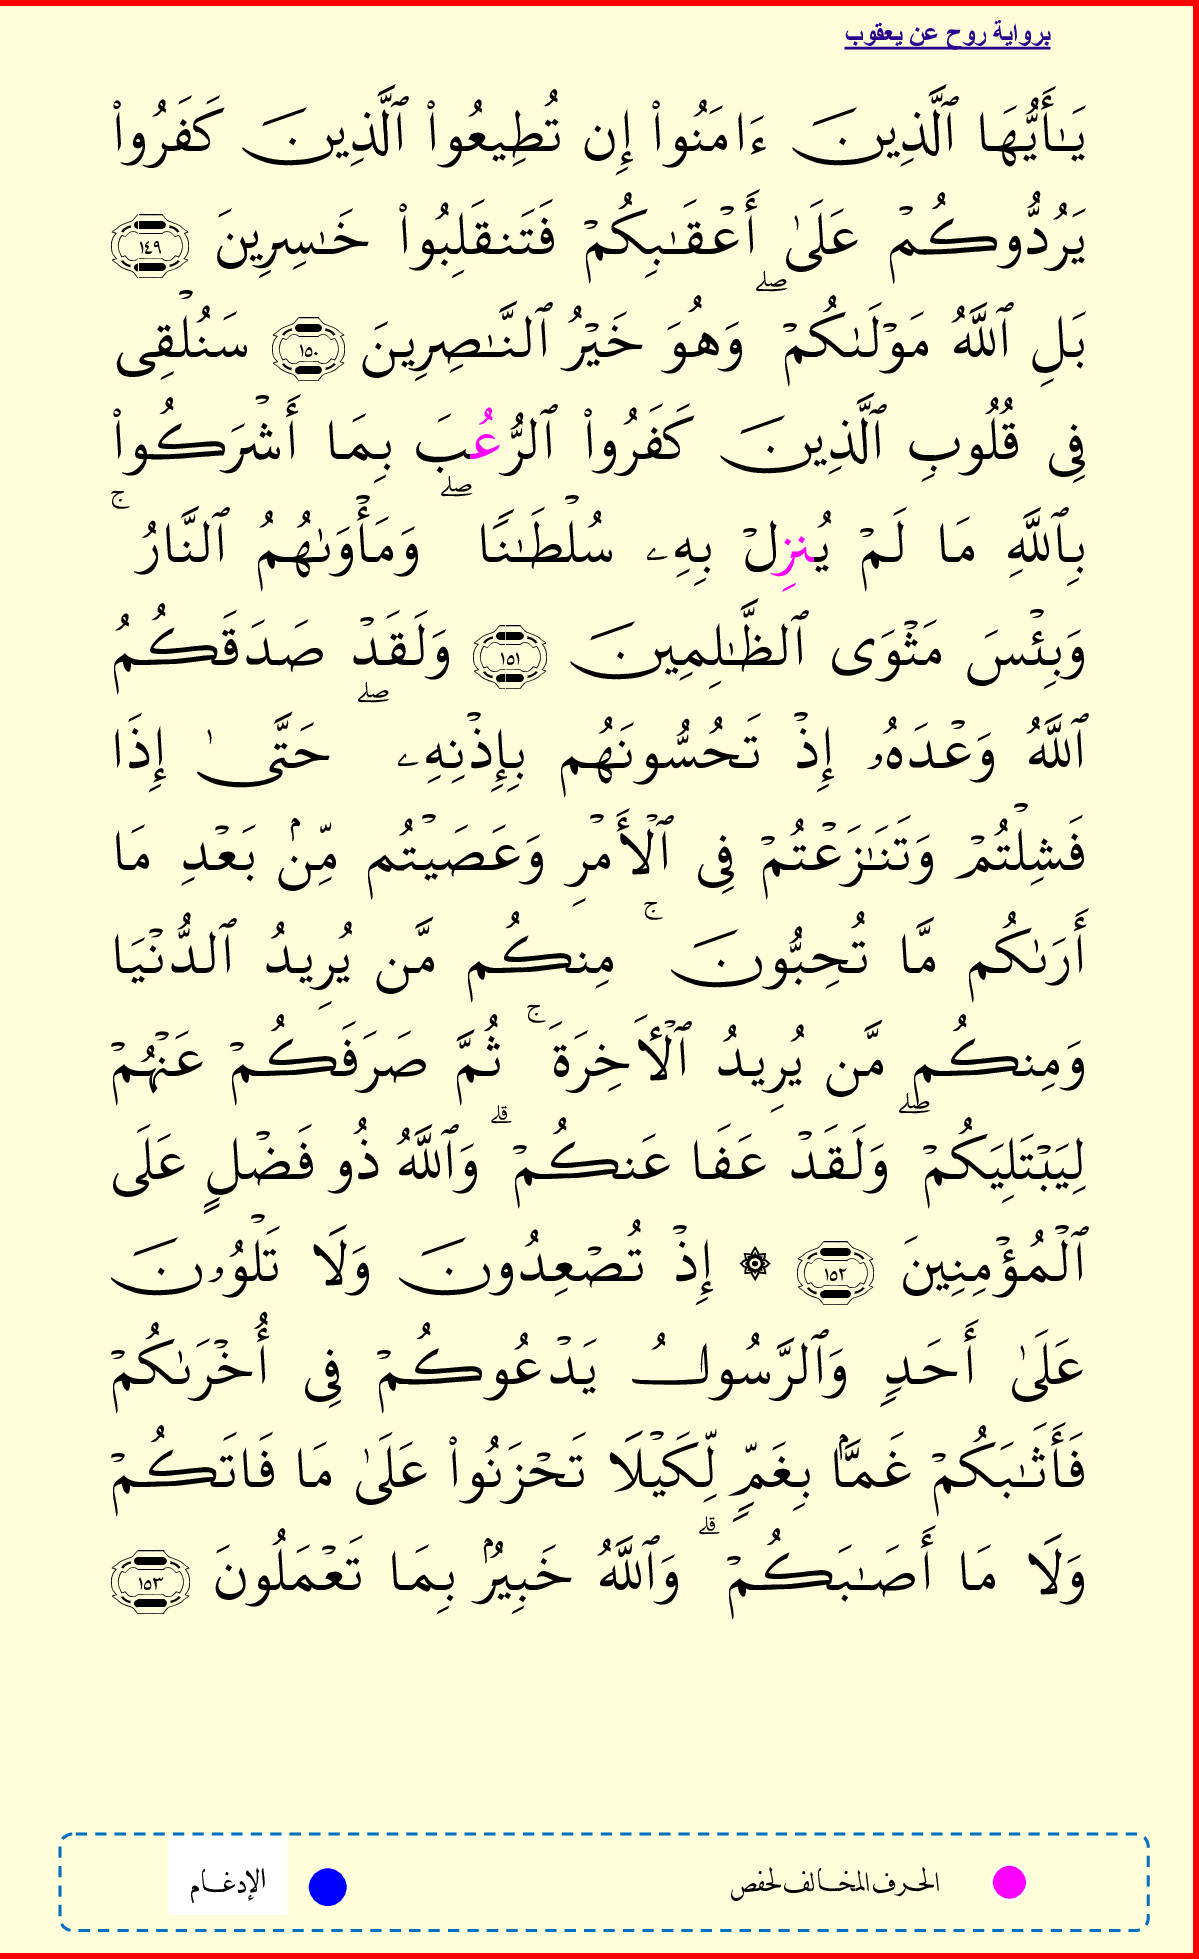 برواية روح عن يعقوب
يَـٰٓأَيُّهَا ٱلَّذِينَ ءَامَنُوا۟ إِن تُطِيعُوا۟ ٱلَّذِينَ كَفَرُوا۟
يَرُدُّوكُمْ عَلَىٰٓ أَعْقَـٰبِكُمْ فَتَنقَلِبُوا۟ خَـٰسِرِينَ ١٤٩
بَلِ ٱللَّهُ مَوْلَىٰكُمْ ۖ وَهُوَ خَيْرُ ٱلنَّـٰصِرِينَ ١٥٠ سَنُلْقِى
فِى قُلُوبِ ٱلَّذِينَ كَفَرُوا۟ ٱلرُّعُبَ بِمَآ أَشْرَكُوا۟
بِٱللَّهِ مَا لَمْ يُنزِلْ بِهِۦ سُلْطَـٰنًا ۖ وَمَأْوَىٰهُمُ ٱلنَّارُ ۚ
وَبِئْسَ مَثْوَى ٱلظَّـٰلِمِينَ ١٥١ وَلَقَدْ صَدَقَكُمُ
ٱللَّهُ وَعْدَهُۥٓ إِذْ تَحُسُّونَهُم بِإِذْنِهِۦ ۖ حَتَّىٰٓ إِذَا
فَشِلْتُمْ وَتَنَـٰزَعْتُمْ فِى ٱلْأَمْرِ وَعَصَيْتُم مِّنۢ بَعْدِ مَآ
أَرَىٰكُم مَّا تُحِبُّونَ ۚ مِنكُم مَّن يُرِيدُ ٱلدُّنْيَا
وَمِنكُم مَّن يُرِيدُ ٱلْـَٔاخِرَةَ ۚ ثُمَّ صَرَفَكُمْ عَنْهُمْ
لِيَبْتَلِيَكُمْ ۖ وَلَقَدْ عَفَا عَنكُمْ ۗ وَٱللَّهُ ذُو فَضْلٍ عَلَى
ٱلْمُؤْمِنِينَ ١٥٢ ۞ إِذْ تُصْعِدُونَ وَلَا تَلْوُۥنَ
عَلَىٰٓ أَحَدٍ وَٱلرَّسُولُ يَدْعُوكُمْ فِىٓ أُخْرَىٰكُمْ
فَأَثَـٰبَكُمْ غَمًّۢا بِغَمٍّ لِّكَيْلَا تَحْزَنُوا۟ عَلَىٰ مَا فَاتَكُمْ
وَلَا مَآ أَصَـٰبَكُمْ ۗ وَٱللَّهُ خَبِيرٌۢ بِمَا تَعْمَلُونَ ١٥٣
الحرف المخالف لحفص الإدغام